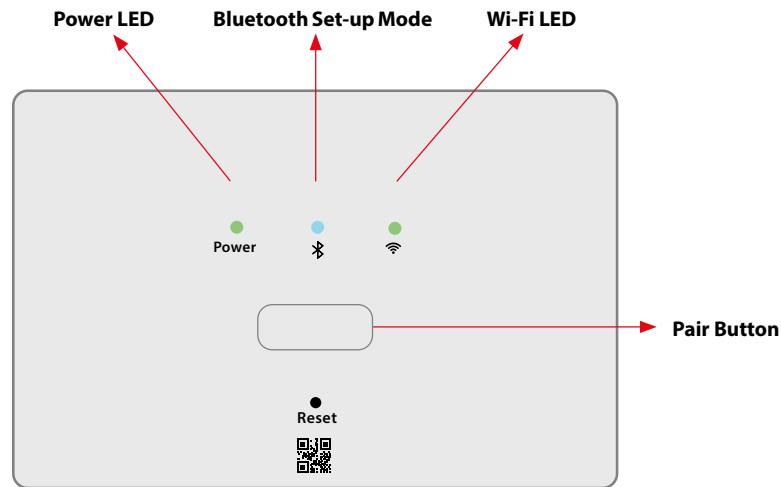 Power LED Bluetooth Set-up Mode Wi-Fi LED
Power
Pair Button
Reset